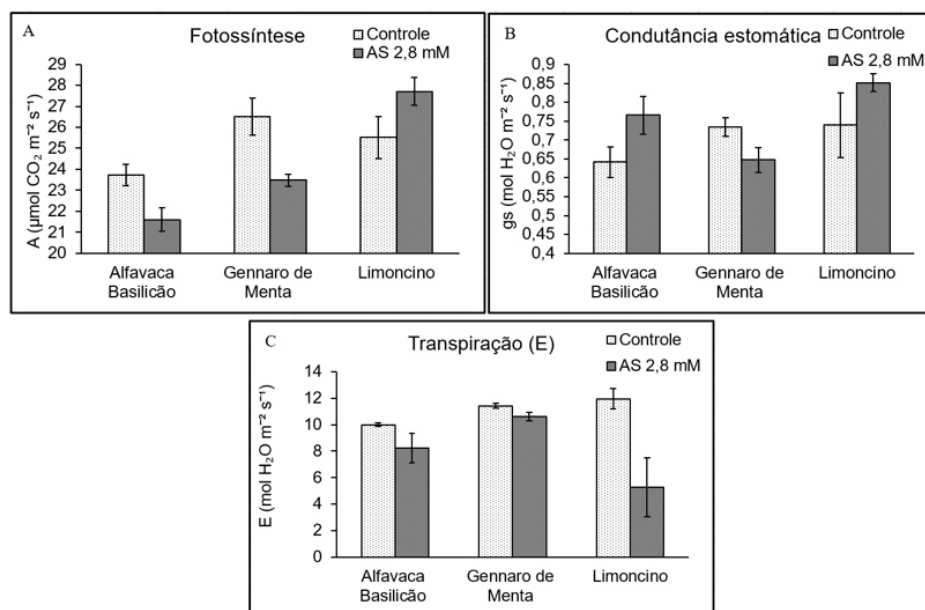 A
Fotossíntese
Controle
AS 2,8 mM
A (µmol CO₂ m⁻² s⁻¹)
28
28
27
26
25
24
23
22
21
20
Alfavaca
Basilicão
Gennaro de
Menta
Limoncino
B
Condutância estomática
Controle
AS 2,8 mM
gs (mol H₂O m⁻² s⁻¹)
0,9
0,85
0,8
0,75
0,7
0,65
0,6
0,55
0,5
0,45
0,4
Alfavaca
Basilicão
Gennaro de
Menta
Limoncino
C
Transpiração (E)
Controle
AS 2,8 mM
E (mol H₂O m⁻² s⁻¹)
14
12
10
8
6
4
2
0
Alfavaca
Basilicão
Gennaro de
Menta
Limoncino